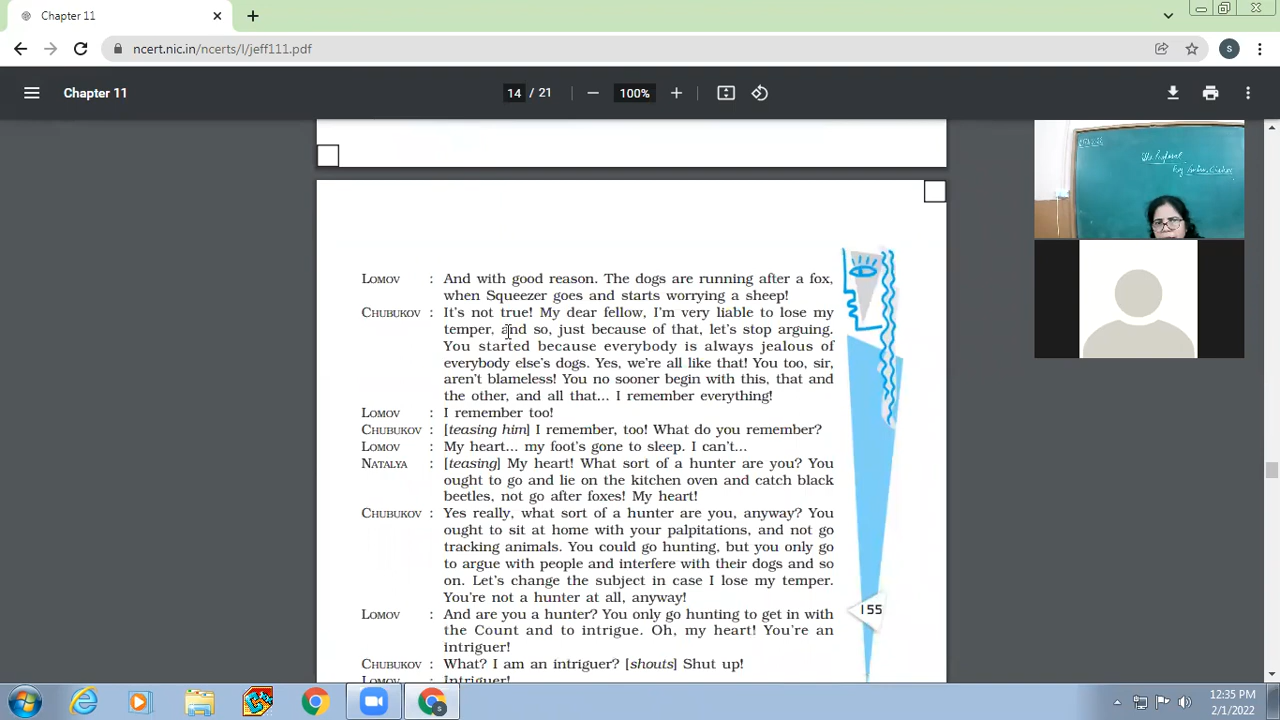 Chapter 11
ncert.nic.in/ncerts/l/jeff111.pdf
S
Chapter 11
14 / 21
100%
LOMOV : And with good reason. The dogs are running after a fox,
when Squeezer goes and starts worrying a sheep!
CHUBUKOV : It's not true! My dear fellow, I'm very liable to lose my
temper, and so, just because of that, let's stop arguing.
You started because everybody is always jealous of
everybody else's dogs. Yes, we're all like that! You too, sir,
aren't blameless! You no sooner begin with this, that and
the other, and all that... I remember everything!
LOMOV : I remember too!
CHUBUKOV : [teasing him] I remember, too! What do you remember?
LOMOV : My heart... my foot's gone to sleep. I can't...
NATALYA : [teasing] My heart! What sort of a hunter are you? You
ought to go and lie on the kitchen oven and catch black
beetles, not go after foxes! My heart!
CHUBUKOV : Yes really, what sort of a hunter are you, anyway? You
ought to sit at home with your palpitations, and not go
tracking animals. You could go hunting, but you only go
to argue with people and interfere with their dogs and so
on. Let's change the subject in case I lose my temper.
You're not a hunter at all, anyway!
LOMOV : And are you a hunter? You only go hunting to get in with
the Count and to intrigue. Oh, my heart! You're an
intriguer!
CHUBUKOV : What? I am an intriguer? [shouts] Shut up!
LOMOV : Intriguer!
155
The Proposal
12:35 PM
2/1/2022